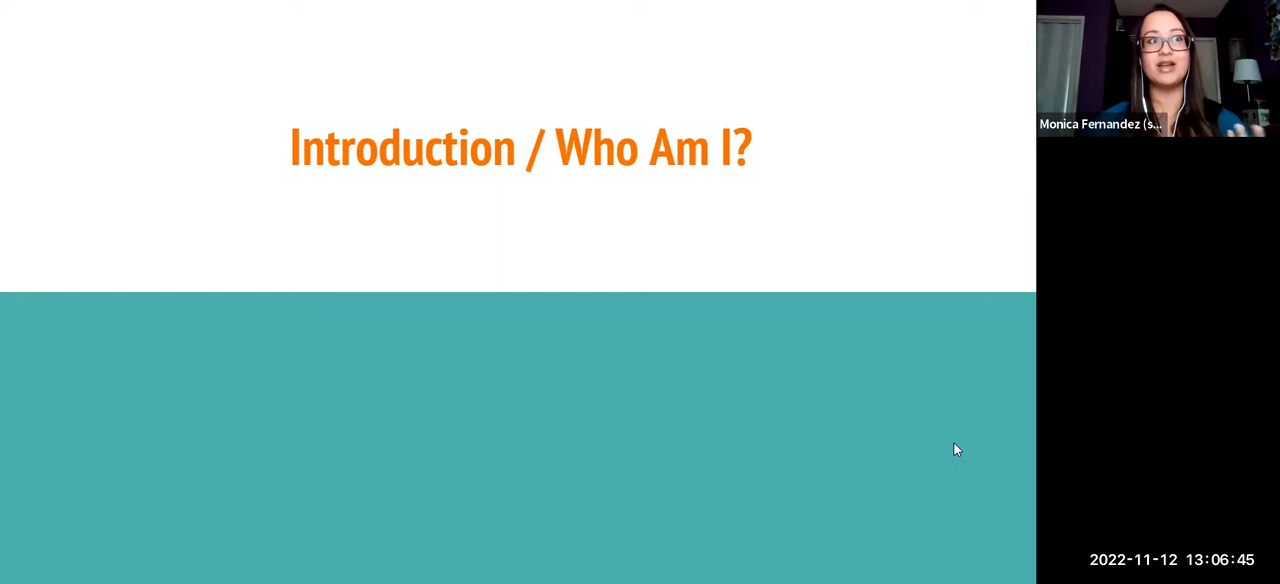 Introduction / Who Am I?
Monica Fernandez (s...
2022-11-12 13:06:45